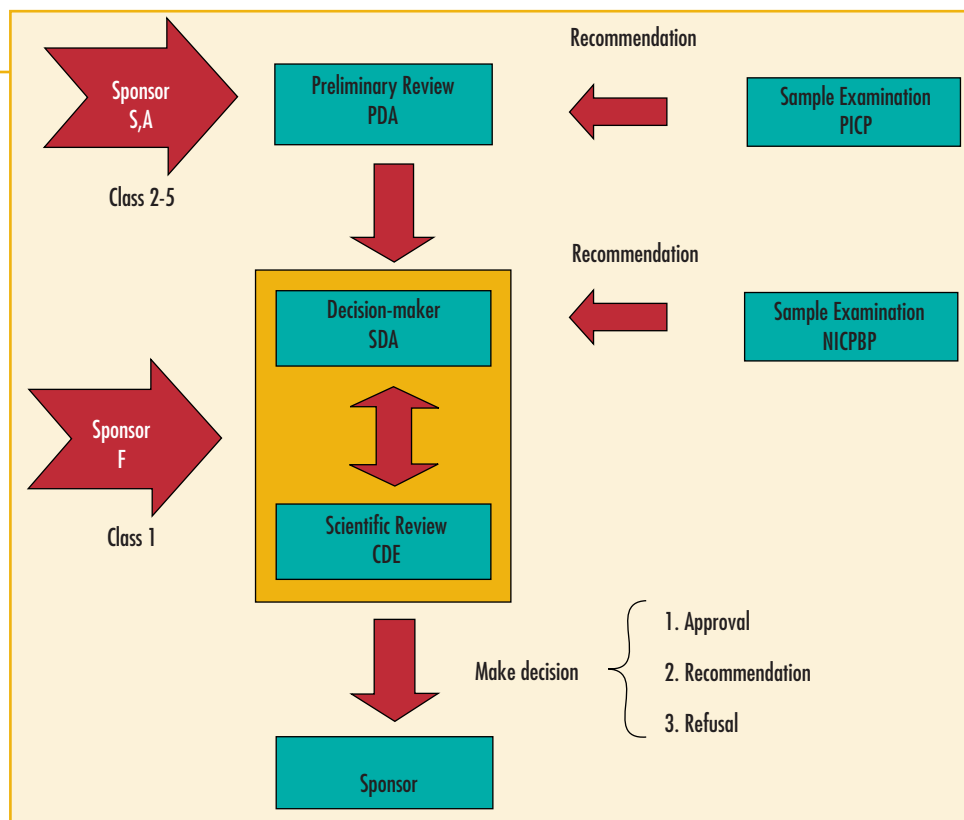 Recommendation
Sponsor
S,A
Preliminary Review
PDA
Sample Examination
PICP
Class 2-5
Recommendation
Decision-maker
SDA
Sample Examination
NICPBP
Sponsor
F
Class 1
Scientific Review
CDE
Make decision
1. Approval
2. Recommendation
3. Refusal
Sponsor